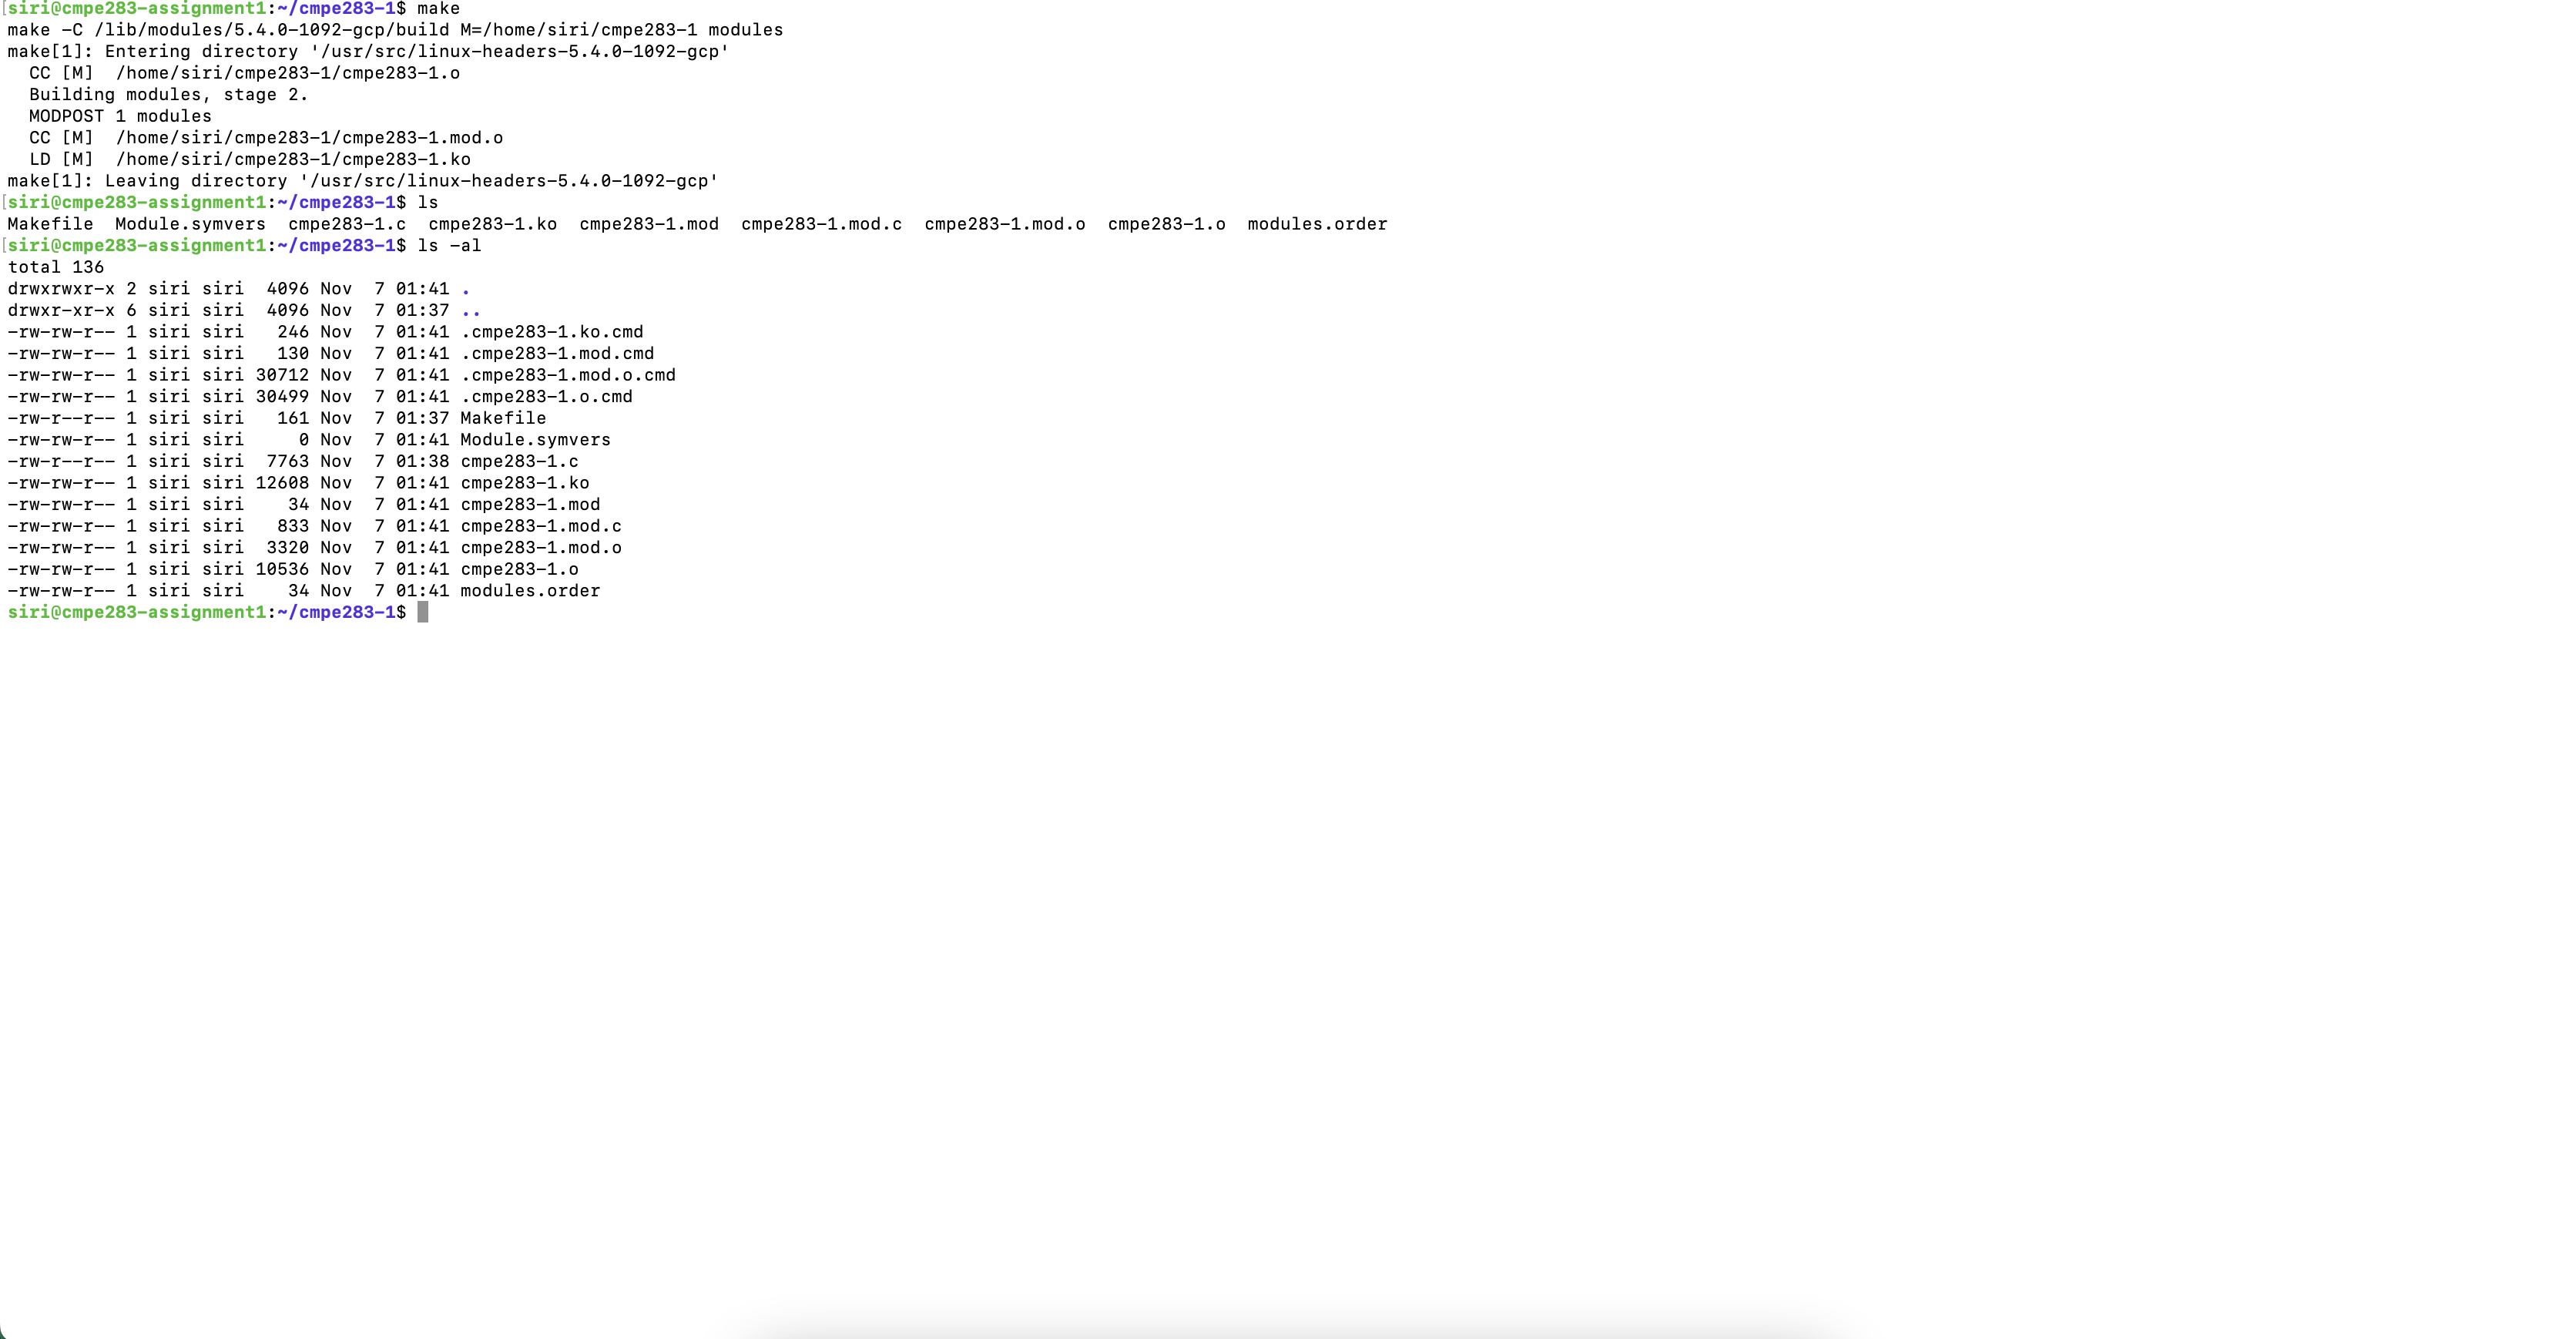 [siri@cmpe283-assignment1:~/cmpe283-1$ make
make -C /lib/modules/5.4.0-1092-gcp/build M=/home/siri/cmpe283-1 modules
make[1]: Entering directory '/usr/src/linux-headers-5.4.0-1092-gcp'
  CC [M]  /home/siri/cmpe283-1/cmpe283-1.o
  Building modules, stage 2.
  MODPOST 1 modules
  CC [M]  /home/siri/cmpe283-1/cmpe283-1.mod.o
  LD [M]  /home/siri/cmpe283-1/cmpe283-1.ko
make[1]: Leaving directory '/usr/src/linux-headers-5.4.0-1092-gcp'
[siri@cmpe283-assignment1:~/cmpe283-1$ ls
Makefile  Module.symvers  cmpe283-1.c  cmpe283-1.ko  cmpe283-1.mod  cmpe283-1.mod.c  cmpe283-1.mod.o  cmpe283-1.o  modules.order
[siri@cmpe283-assignment1:~/cmpe283-1$ ls -al
total 136
drwxrwxr-x 2 siri siri  4096 Nov  7 01:41 .
drwxr-xr-x 6 siri siri  4096 Nov  7 01:37 ..
-rw-rw-r-- 1 siri siri   246 Nov  7 01:41 .cmpe283-1.ko.cmd
-rw-rw-r-- 1 siri siri   130 Nov  7 01:41 .cmpe283-1.mod.cmd
-rw-rw-r-- 1 siri siri 30712 Nov  7 01:41 .cmpe283-1.mod.o.cmd
-rw-rw-r-- 1 siri siri 30499 Nov  7 01:41 .cmpe283-1.o.cmd
-rw-r--r-- 1 siri siri   161 Nov  7 01:37 Makefile
-rw-rw-r-- 1 siri siri     0 Nov  7 01:41 Module.symvers
-rw-r--r-- 1 siri siri  7763 Nov  7 01:38 cmpe283-1.c
-rw-rw-r-- 1 siri siri 12608 Nov  7 01:41 cmpe283-1.ko
-rw-rw-r-- 1 siri siri    34 Nov  7 01:41 cmpe283-1.mod
-rw-rw-r-- 1 siri siri   833 Nov  7 01:41 cmpe283-1.mod.c
-rw-rw-r-- 1 siri siri  3320 Nov  7 01:41 cmpe283-1.mod.o
-rw-rw-r-- 1 siri siri 10536 Nov  7 01:41 cmpe283-1.o
-rw-rw-r-- 1 siri siri    34 Nov  7 01:41 modules.order
siri@cmpe283-assignment1:~/cmpe283-1$